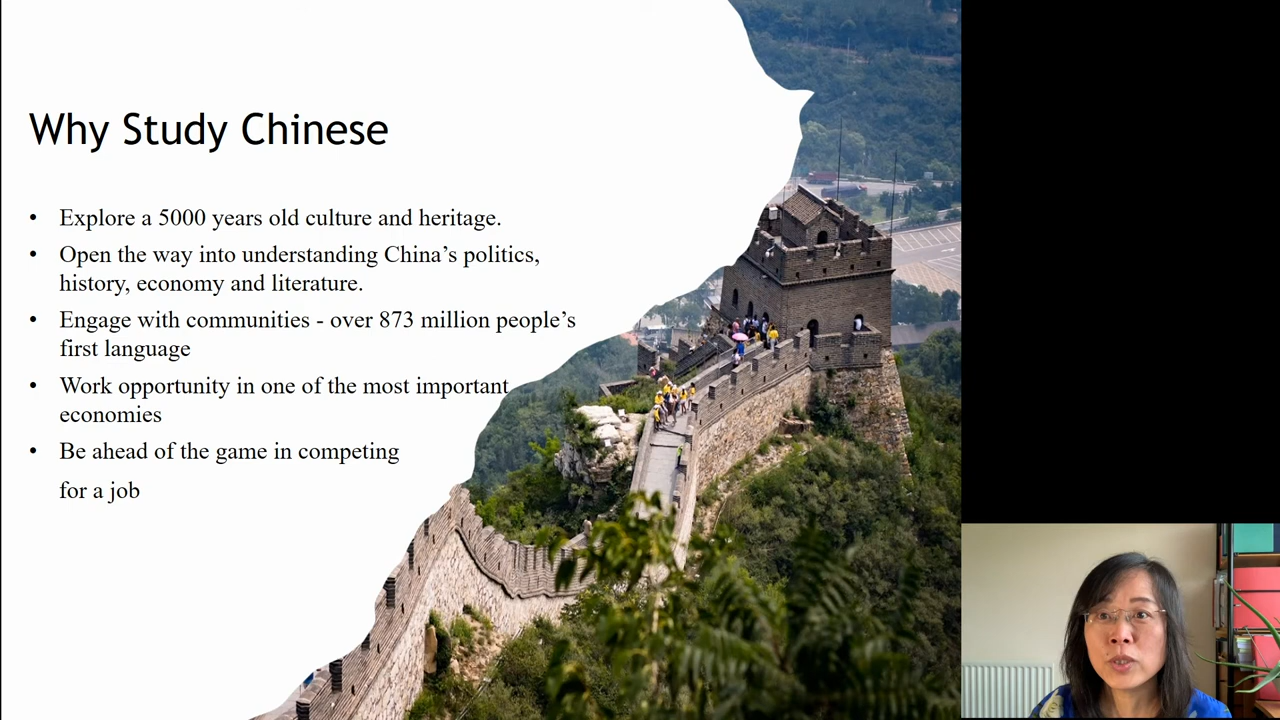 Why Study Chinese
• Explore a 5000 years old culture and heritage.
• Open the way into understanding China’s politics,
history, economy and literature.
• Engage with communities - over 873 million people’s
first language
• Work opportunity in one of the most important
economies
• Be ahead of the game in competing
for a job